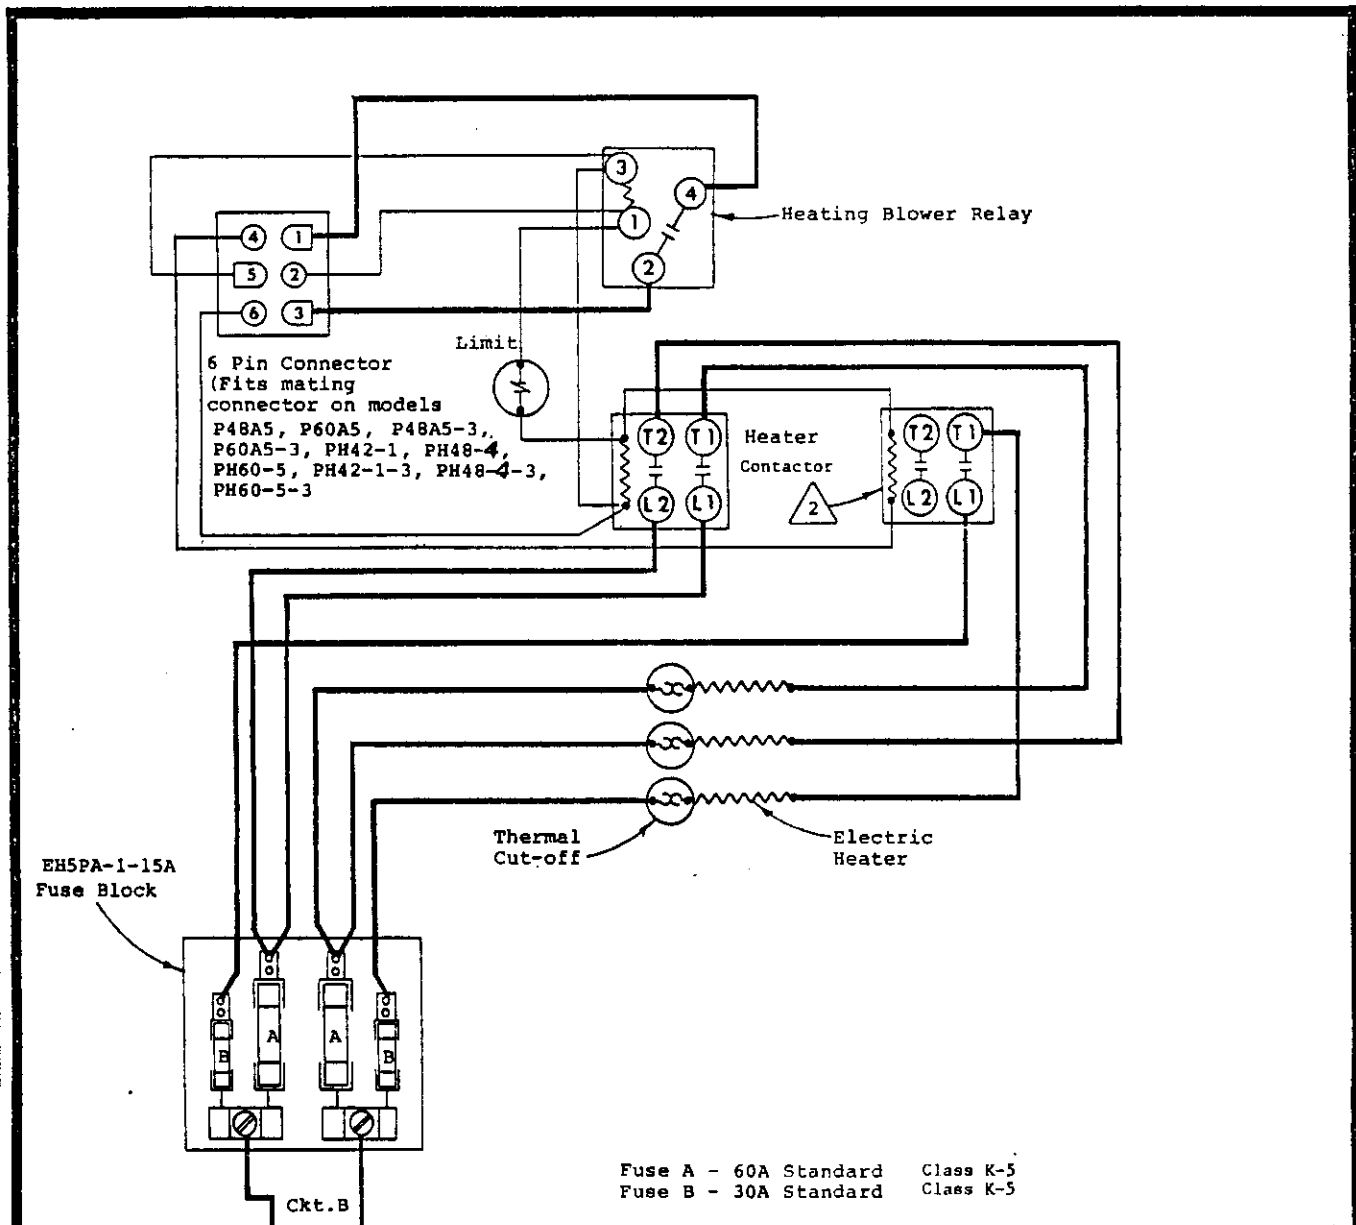 3
4
Heating Blower Relay
1
2
4 1
5 2
6 3
Limit
6 Pin Connector
(Fits mating
connector on models
P48A5, P60A5, P48A5-3,
P60A5-3, PH42-1, PH48-4,
PH60-5, PH42-1-3, PH48-4-3,
PH60-5-3
T2 T1
Heater
Contactor
L2 L1
2
T2 T1
L2 L1
Thermal
Cut-off
Electric
Heater
EH5PA-1-15A
Fuse Block
B A A B
Ckt.B
Fuse A - 60A Standard Class K-5
Fuse B - 30A Standard Class K-5